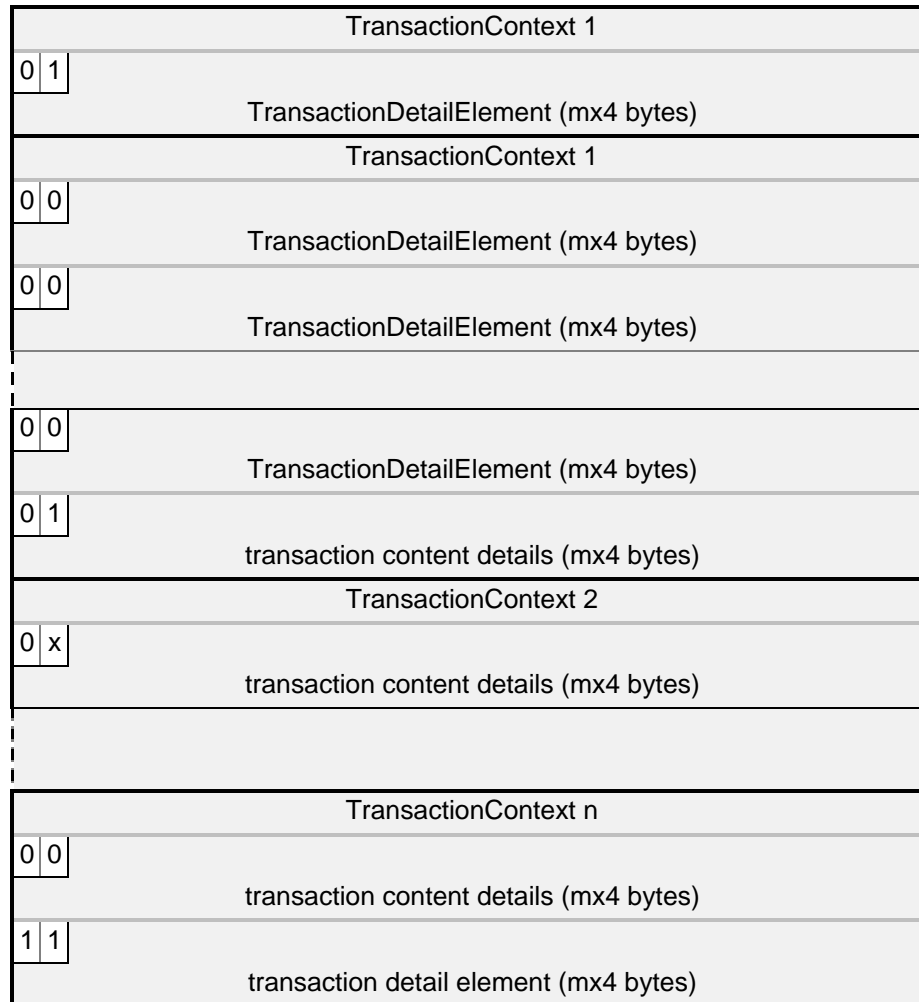 TransactionContext 1
0 1
TransactionDetailElement (mx4 bytes)
TransactionContext 1
0 0
TransactionDetailElement (mx4 bytes)
0 0
TransactionDetailElement (mx4 bytes)
0 0
TransactionDetailElement (mx4 bytes)
0 1
transaction content details (mx4 bytes)
TransactionContext 2
0 x
transaction content details (mx4 bytes)
TransactionContext n
0 0
transaction content details (mx4 bytes)
1 1
transaction detail element (mx4 bytes)